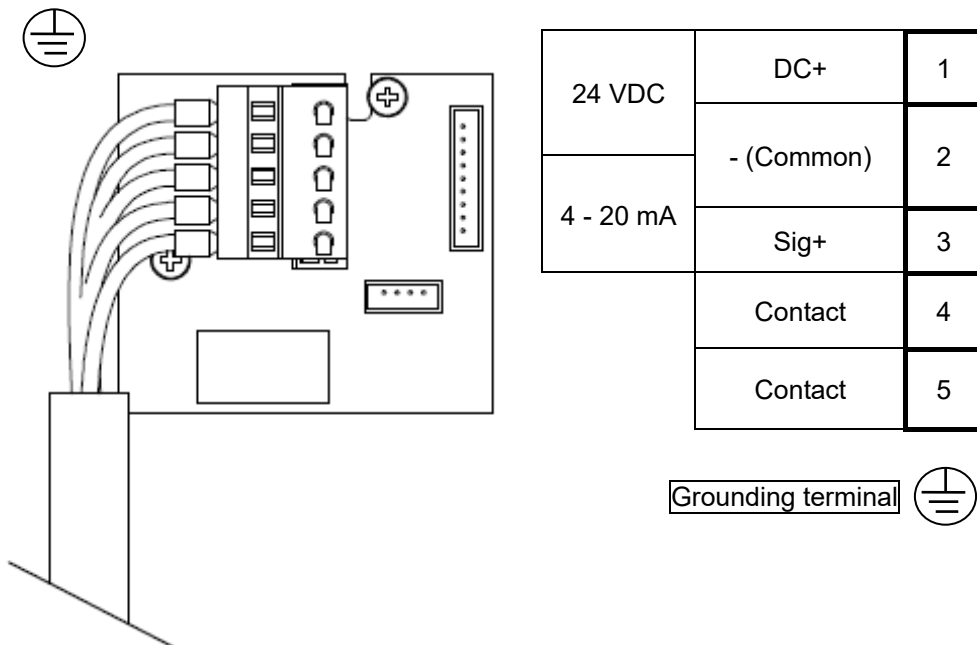 24 VDC
DC+
1
- (Common)
2
4 - 20 mA
Sig+
3
Contact
4
Contact
5
Grounding terminal